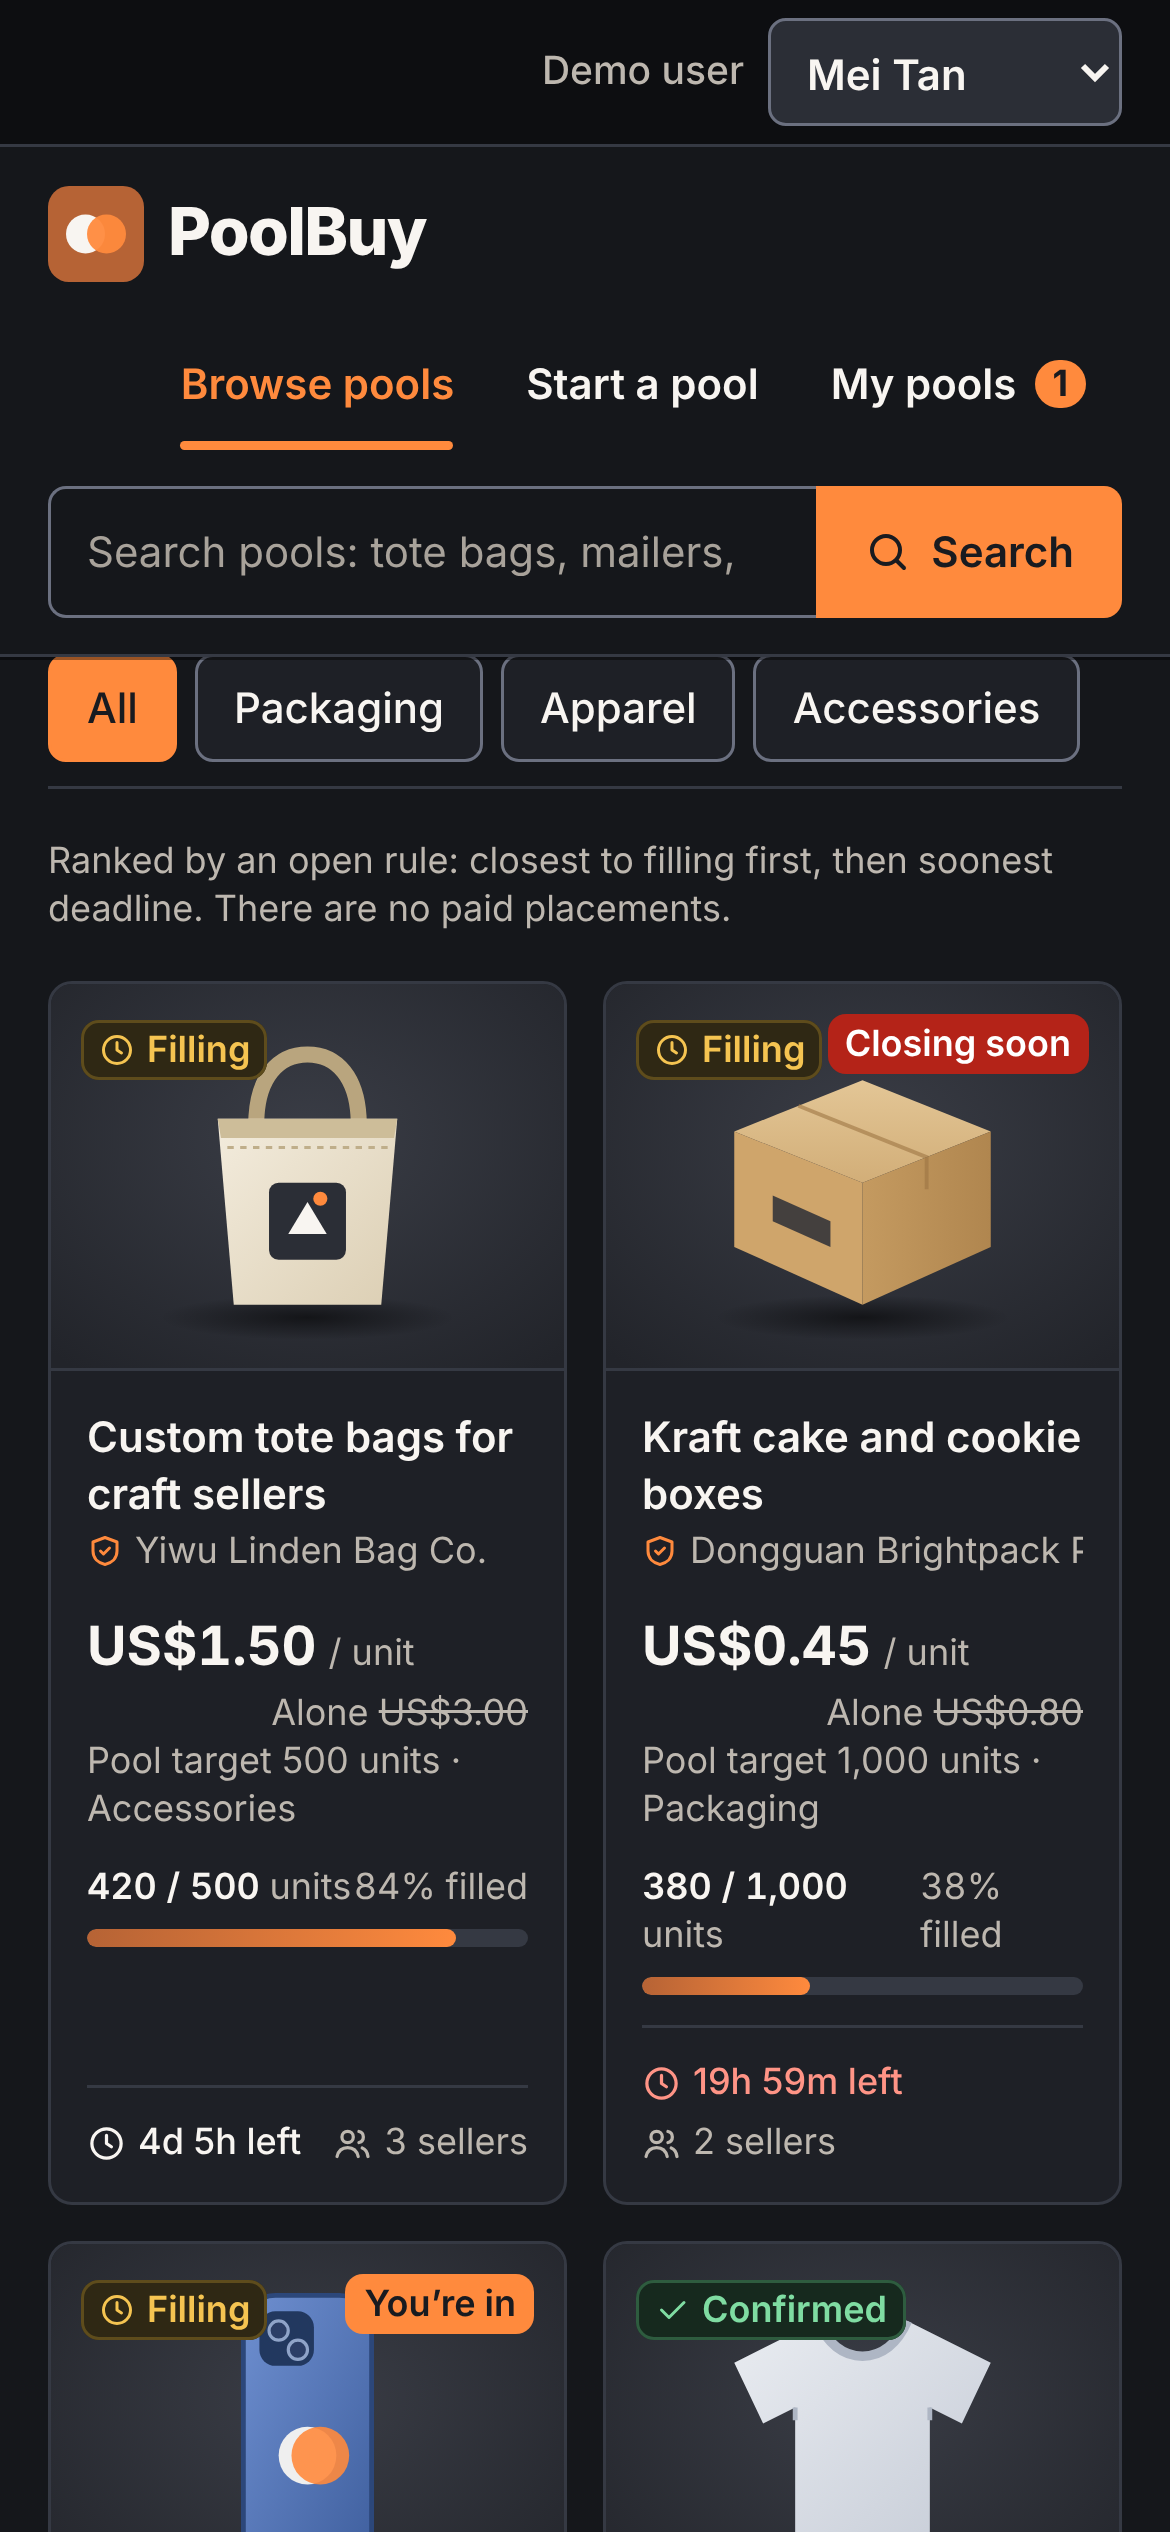 Demo user
Mei Tan
PoolBuy
Browse pools
Start a pool
My pools 1
Search pools: tote bags, mailers,
Search
All
Packaging
Apparel
Accessories
Ranked by an open rule: closest to filling first, then soonest
deadline. There are no paid placements.
Filling
Custom tote bags for
craft sellers
Yiwu Linden Bag Co.
US$1.50 / unit
Alone US$3.00
Pool target 500 units ·
Accessories
420 / 500 units 84% filled
4d 5h left
3 sellers
Filling
Closing soon
Kraft cake and cookie
boxes
Dongguan Brightpack
US$0.45 / unit
Alone US$0.80
Pool target 1,000 units ·
Packaging
380 / 1,000
units
38%
filled
19h 59m left
2 sellers
Filling
You’re in
Confirmed